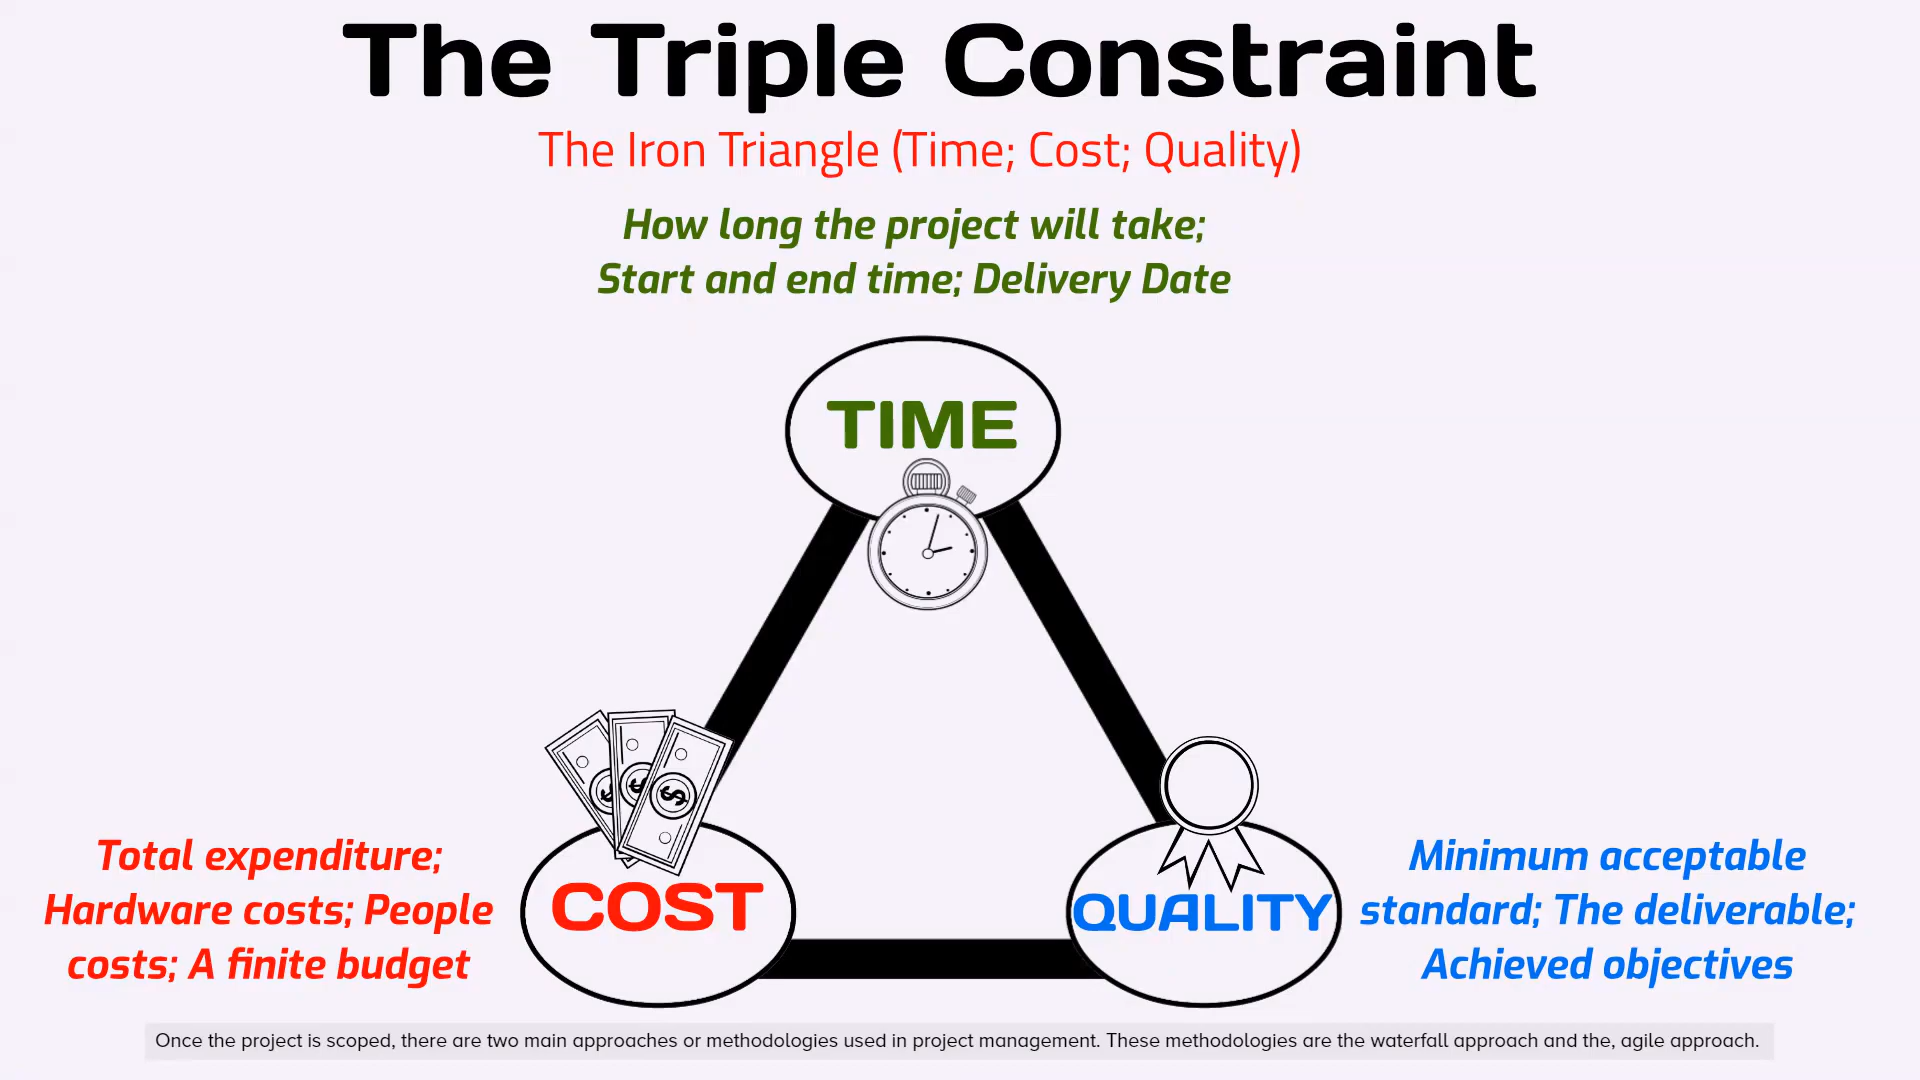 The Triple Constraint
The Iron Triangle (Time; Cost; Quality)
How long the project will take;
Start and end time; Delivery Date
TIME
$ $ $
Total expenditure;
Hardware costs; People
costs; A finite budget
COST
QUALITY
Minimum acceptable
standard; The deliverable;
Achieved objectives
Once the project is scoped, there are two main approaches or methodologies used in project management. These methodologies are the waterfall approach and the, agile approach.